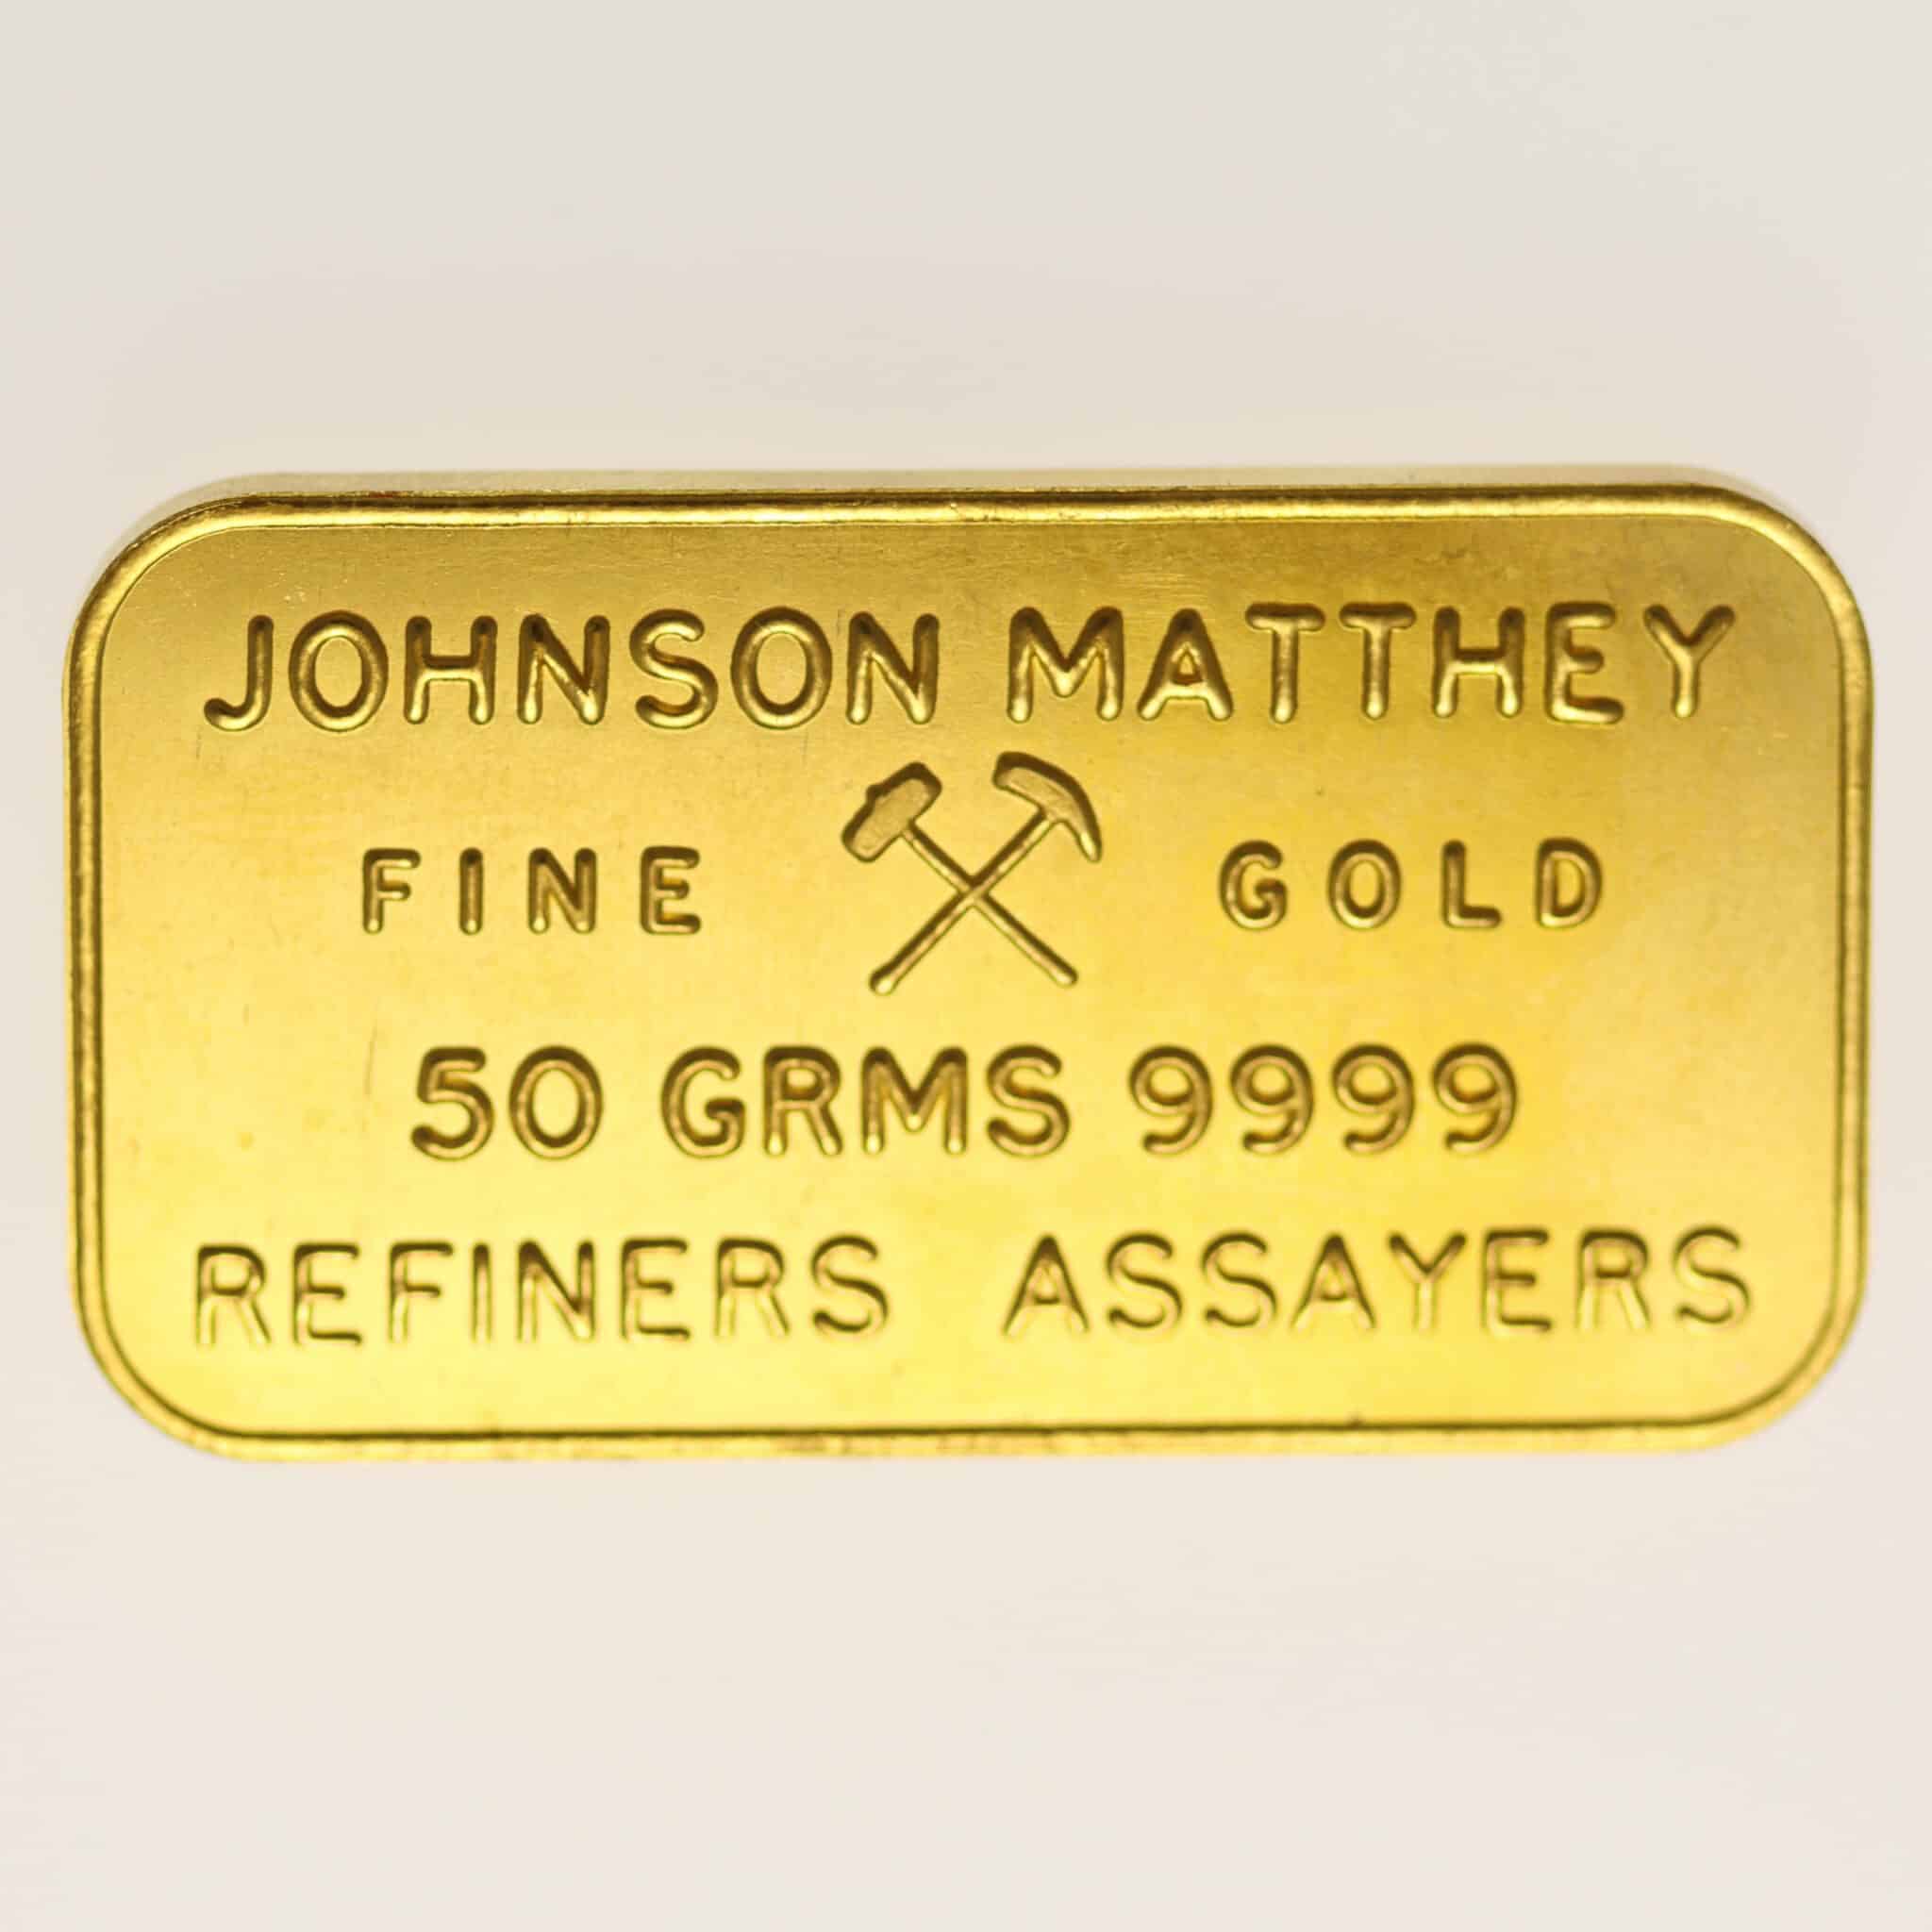 JOHNSON MATTHEY
FINE GOLD
50 GRMS 9999
REFINERS ASSAYERS